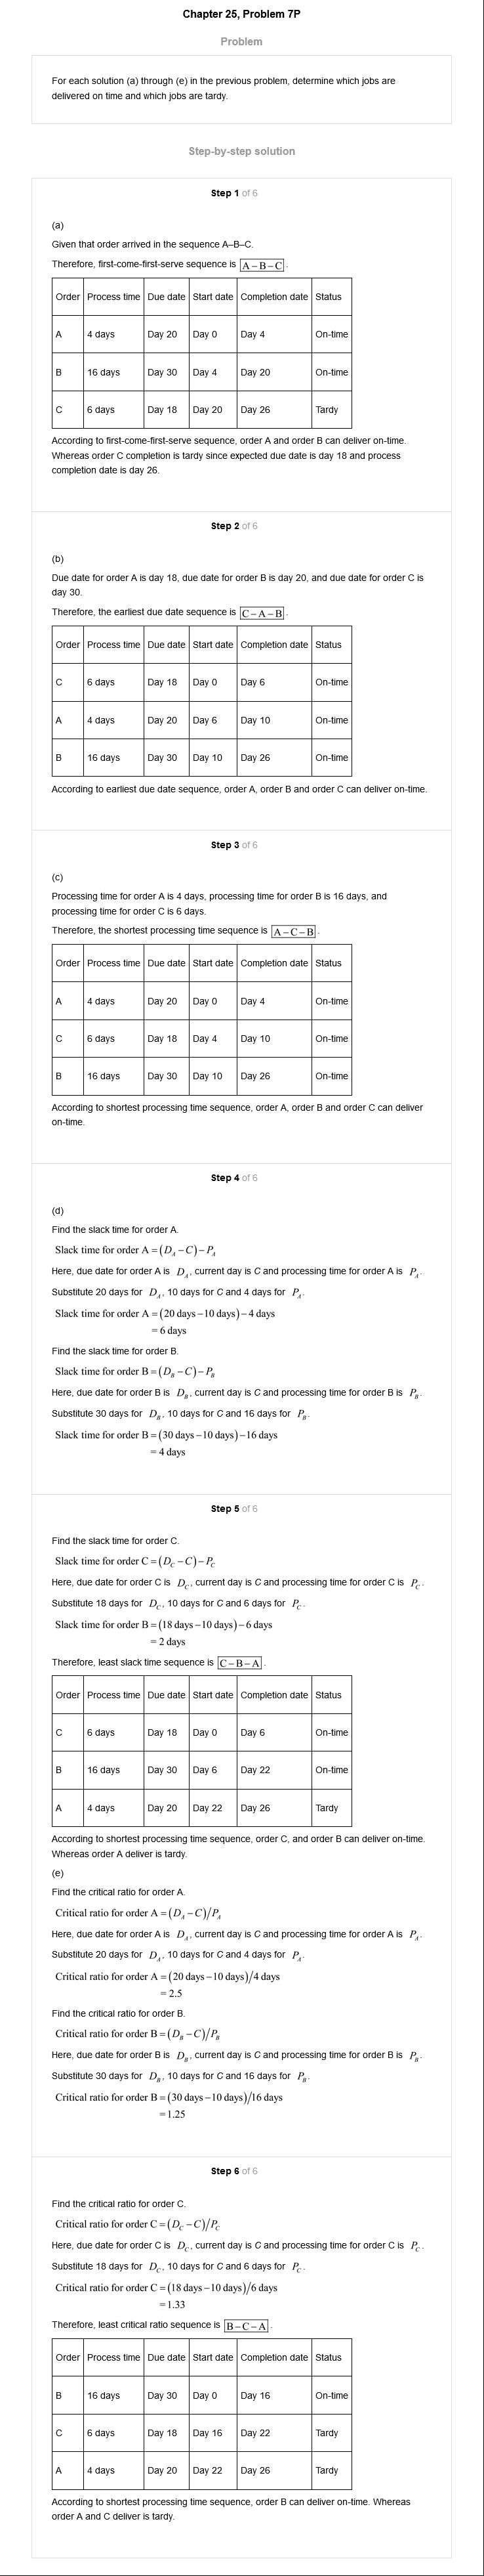 Chapter 25, Problem 7P
Problem
For each solution (a) through (e) in the previous problem, determine which jobs are
delivered on time and which jobs are tardy.
Step-by-step solution
Step 1 of 6
(a)
Given that order arrived in the sequence A–B–C.
Therefore, first-come-first-serve sequence is A – B – C .
Order Process time Due date Start date Completion date Status
A 4 days Day 20 Day 0 Day 4 On-time
B 16 days Day 30 Day 4 Day 20 On-time
C 6 days Day 18 Day 20 Day 26 Tardy
According to first-come-first-serve sequence, order A and order B can deliver on-time.
Whereas order C completion is tardy since expected due date is day 18 and process
completion date is day 26.
Step 2 of 6
(b)
Due date for order A is day 18, due date for order B is day 20, and due date for order C is
day 30.
Therefore, the earliest due date sequence is C – A – B .
Order Process time Due date Start date Completion date Status
C 6 days Day 18 Day 0 Day 6 On-time
A 4 days Day 20 Day 6 Day 10 On-time
B 16 days Day 30 Day 10 Day 26 On-time
According to earliest due date sequence, order A, order B and order C can deliver on-time.
Step 3 of 6
(c)
Processing time for order A is 4 days, processing time for order B is 16 days, and
processing time for order C is 6 days.
Therefore, the shortest processing time sequence is A – C – B .
Order Process time Due date Start date Completion date Status
A 4 days Day 20 Day 0 Day 4 On-time
C 6 days Day 18 Day 4 Day 10 On-time
B 16 days Day 30 Day 10 Day 26 On-time
According to shortest processing time sequence, order A, order B and order C can deliver
on-time.
Step 4 of 6
(d)
Find the slack time for order A.
Slack time for order A = (D_A − C) − P_A
Here, due date for order A is D_A, current day is C and processing time for order A is P_A.
Substitute 20 days for D_A, 10 days for C and 4 days for P_A.
Slack time for order A = (20 days − 10 days) − 4 days
= 6 days
Find the slack time for order B.
Slack time for order B = (D_B − C) − P_B
Here, due date for order B is D_B, current day is C and processing time for order B is P_B.
Substitute 30 days for D_B, 10 days for C and 16 days for P_B.
Slack time for order B = (30 days − 10 days) − 16 days
= 4 days
Step 5 of 6
Find the slack time for order C.
Slack time for order C = (D_C − C) − P_C
Here, due date for order C is D_C, current day is C and processing time for order C is P_C.
Substitute 18 days for D_C, 10 days for C and 6 days for P_C.
Slack time for order B = (18 days − 10 days) − 6 days
= 2 days
Therefore, least slack time sequence is C – B – A .
Order Process time Due date Start date Completion date Status
C 6 days Day 18 Day 0 Day 6 On-time
B 16 days Day 30 Day 6 Day 22 On-time
A 4 days Day 20 Day 22 Day 26 Tardy
According to shortest processing time sequence, order C, and order B can deliver on-time.
Whereas order A deliver is tardy.
(e)
Find the critical ratio for order A.
Critical ratio for order A = (D_A − C)/P_A
Here, due date for order A is D_A, current day is C and processing time for order A is P_A.
Substitute 20 days for D_A, 10 days for C and 4 days for P_A.
Critical ratio for order A = (20 days − 10 days)/4 days
= 2.5
Find the critical ratio for order B.
Critical ratio for order B = (D_B − C)/P_B
Here, due date for order B is D_B, current day is C and processing time for order B is P_B.
Substitute 30 days for D_B, 10 days for C and 16 days for P_B.
Critical ratio for order B = (30 days − 10 days)/16 days
= 1.25
Step 6 of 6
Find the critical ratio for order C.
Critical ratio for order C = (D_C − C)/P_C
Here, due date for order C is D_C, current day is C and processing time for order C is P_C.
Substitute 18 days for D_C, 10 days for C and 6 days for P_C.
Critical ratio for order C = (18 days − 10 days)/6 days
= 1.33
Therefore, least critical ratio sequence is B – C – A .
Order Process time Due date Start date Completion date Status
B 16 days Day 30 Day 0 Day 16 On-time
C 6 days Day 18 Day 16 Day 22 Tardy
A 4 days Day 20 Day 22 Day 26 Tardy
According to shortest processing time sequence, order B can deliver on-time. Whereas
order A and C deliver is tardy.